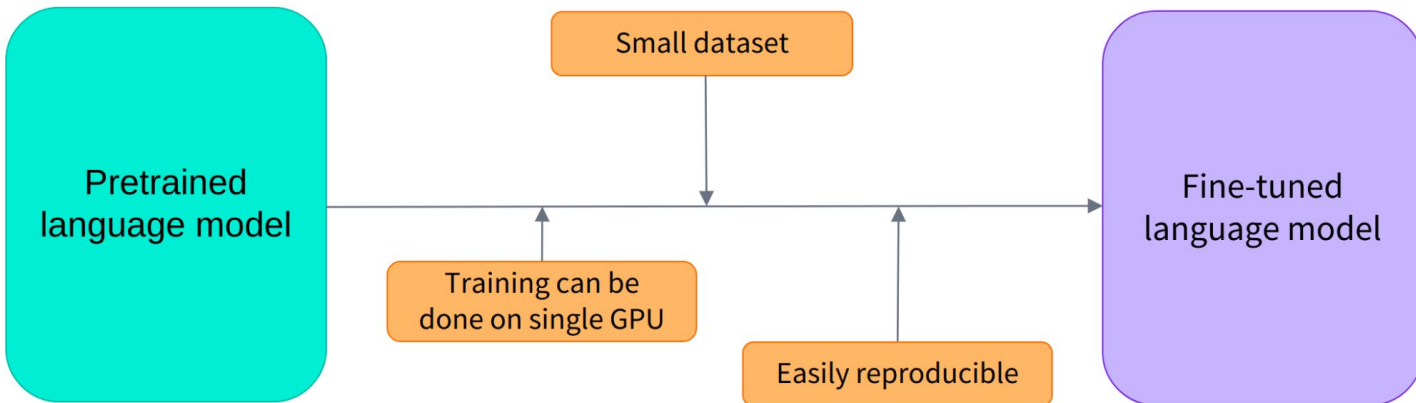 Small dataset
Pretrained
language model
Fine-tuned
language model
Training can be
done on single GPU
Easily reproducible